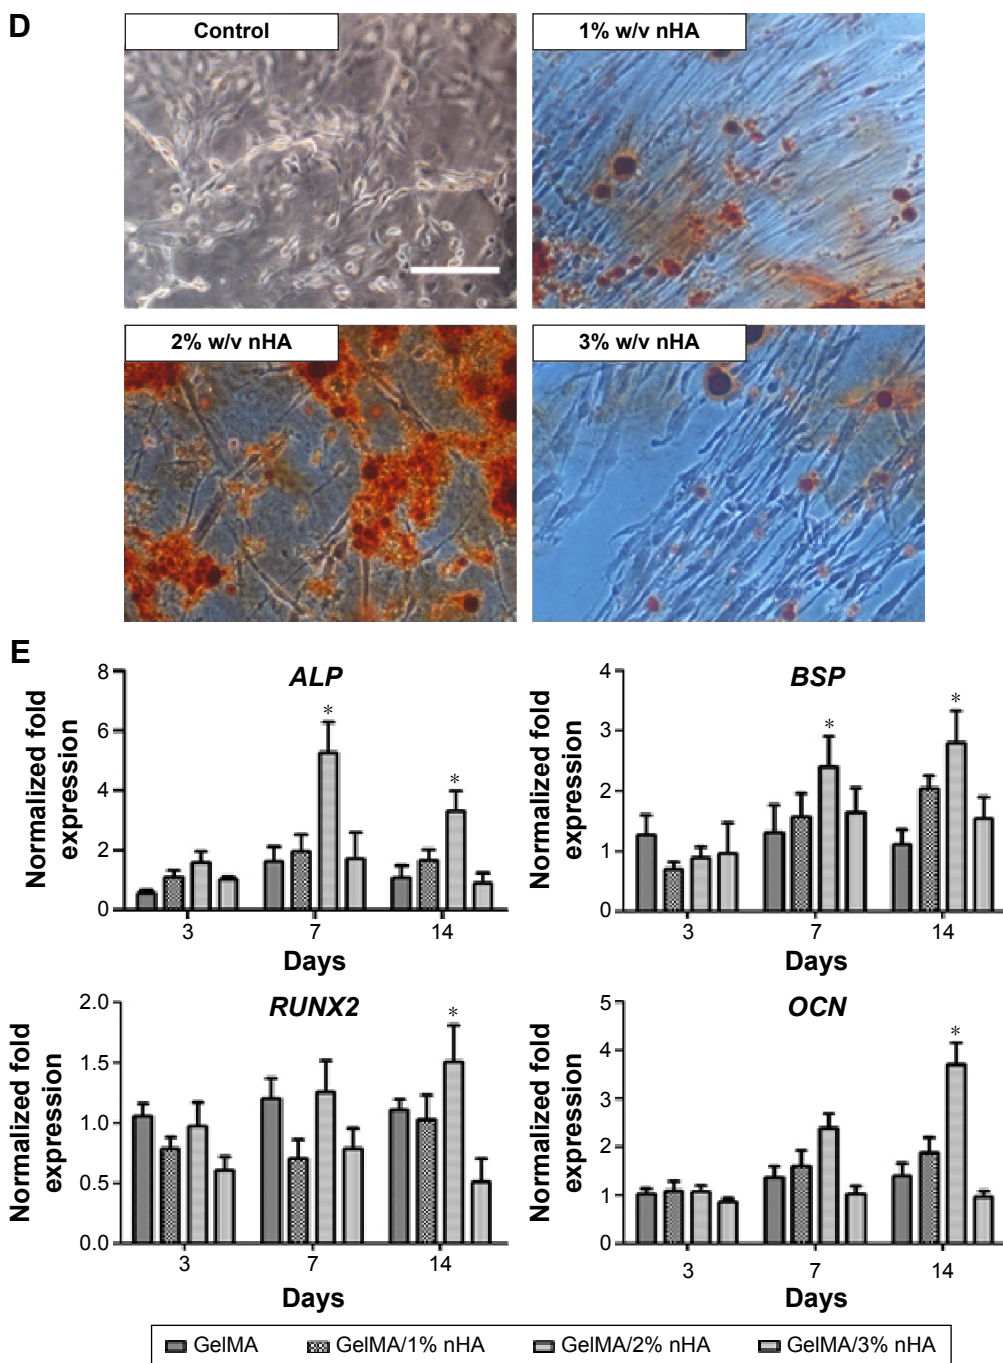 D
Control
1% w/v nHA
2% w/v nHA
3% w/v nHA
E
ALP
Normalized fold
expression
8
6
4
2
0
*
*
3
7
14
Days
BSP
Normalized fold
expression
4
3
2
1
0
*
*
3
7
14
Days
RUNX2
Normalized fold
expression
2.0
1.5
1.0
0.5
0.0
*
3
7
14
Days
OCN
Normalized fold
expression
5
4
3
2
1
0
*
3
7
14
Days
GelMA GelMA/1% nHA GelMA/2% nHA GelMA/3% nHA